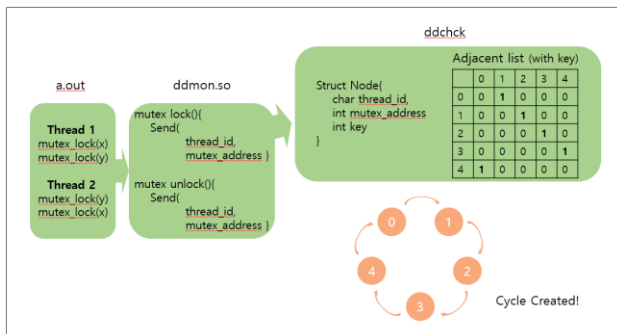 ddchck
a.out
ddmon.so
Thread 1
mutex_lock(x)
mutex_lock(y)
Thread 2
mutex_lock(y)
mutex_lock(x)
mutex lock(){
Send(
thread_id,
mutex_address }
mutex unlock(){
Send(
thread_id,
mutex_address }
Struct Node{
char thread_id,
int mutex_address
int key
}
Adjacent list (with key)
0 1 2 3 4
0 0 1 0 0 0
1 0 0 1 0 0
2 0 0 0 1 0
3 0 0 0 0 1
4 1 0 0 0 0
0
1
4
2
3
Cycle Created!